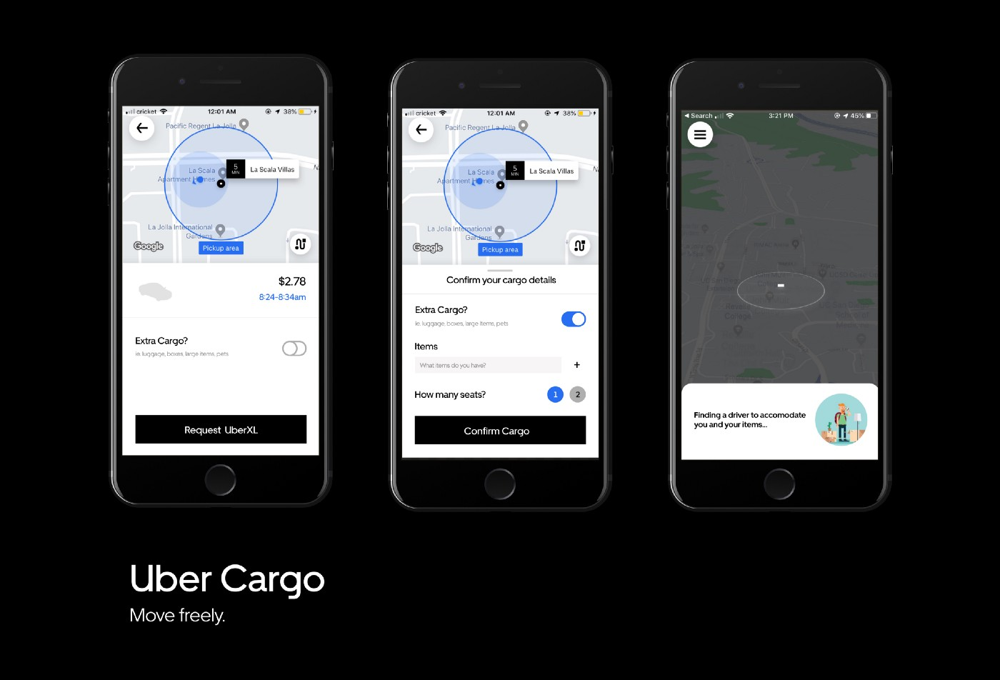 cricket 12:01 AM 38%
Pacific Regent La Jolla
5 MIN La Scala Villas
La Scala
Apartment Homes
La Jolla International
Gardens
Google
Pickup area
$2.78
8:24-8:34am
Extra Cargo?
ie. luggage, boxes, large items, pets
Request UberXL
cricket 12:01 AM 38%
Pacific Regent La Jolla
5 MIN La Scala Villas
La Scala
Apartment Homes
La Jolla International
Gardens
Google
Pickup area
Confirm your cargo details
Extra Cargo?
ie. luggage, boxes, large items, pets
Items
What items do you have? +
How many seats? 1 2
Confirm Cargo
Search 3:21 PM 45%
Revelle
College
Finding a driver to accomodate
you and your items...
Uber Cargo
Move freely.